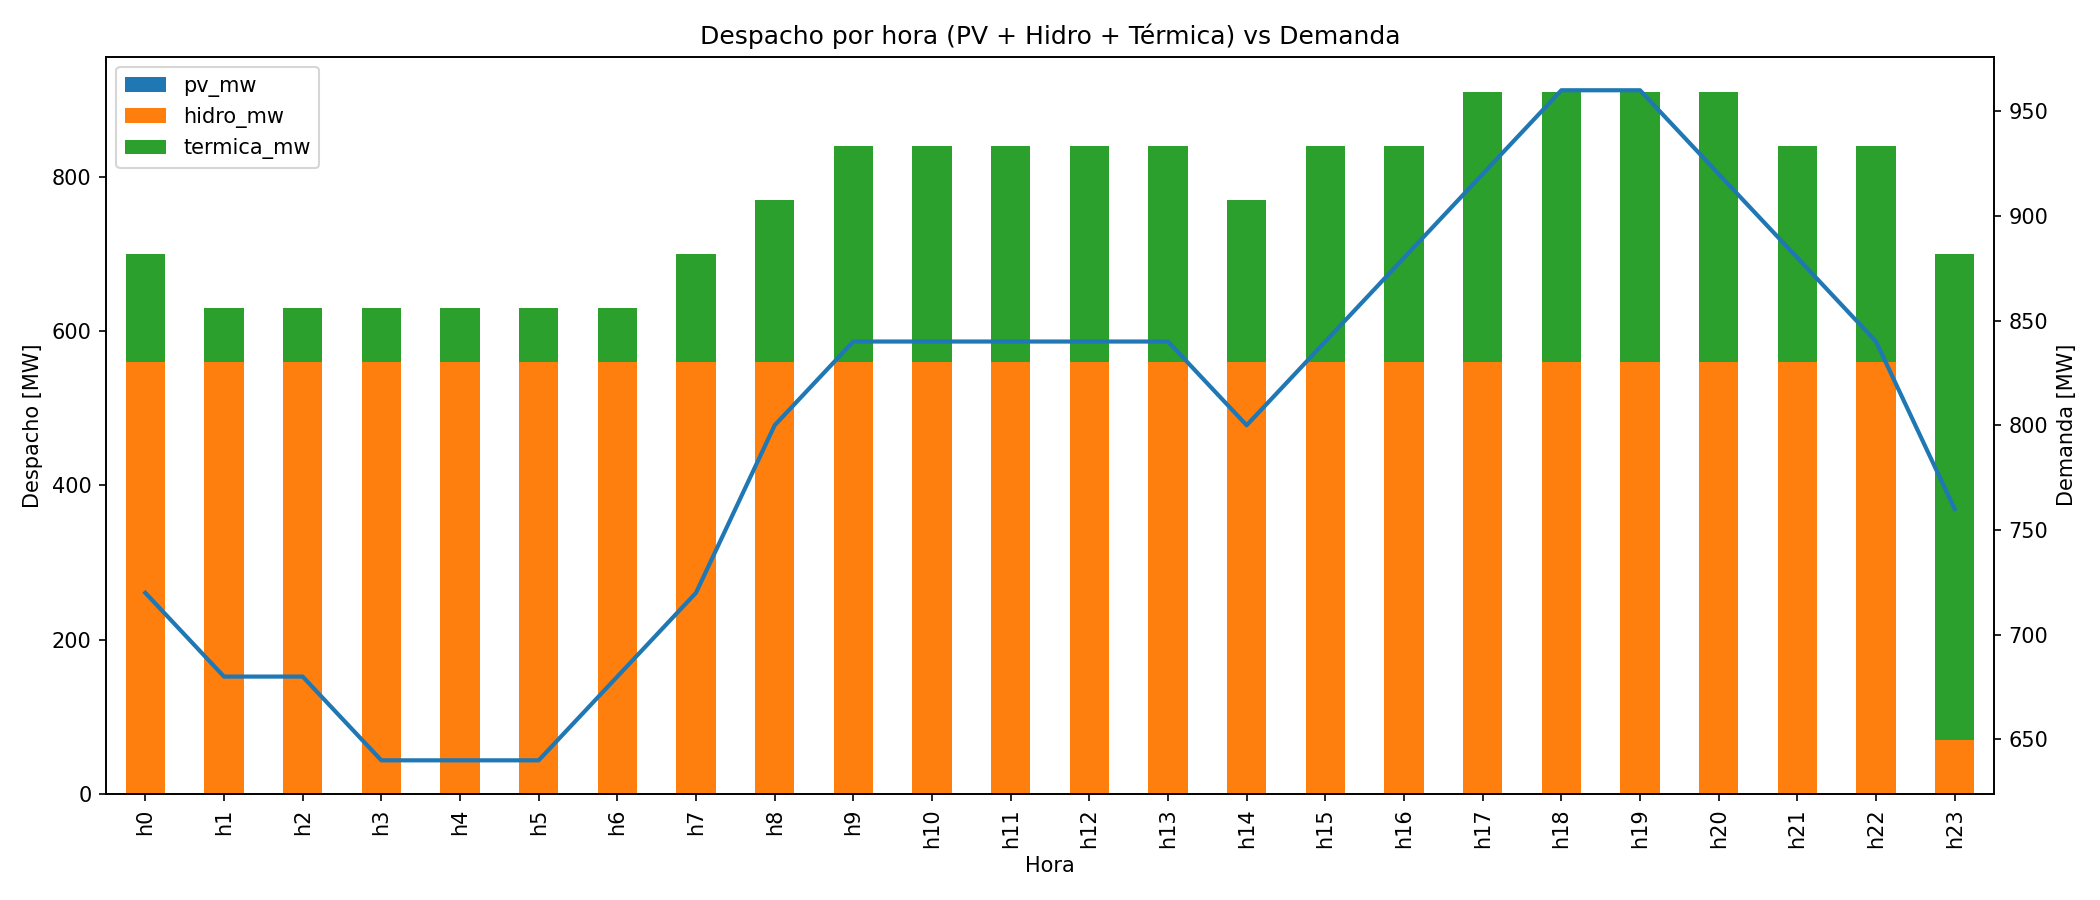 Despacho por hora (PV + Hidro + Térmica) vs Demanda
pv_mw
hidro_mw
termica_mw
Despacho [MW]
800
600
400
200
0
950
900
850
800
750
700
650
Demanda [MW]
h0 h1 h2 h3 h4 h5 h6 h7 h8 h9 h10 h11 h12 h13 h14 h15 h16 h17 h18 h19 h20 h21 h22 h23
Hora